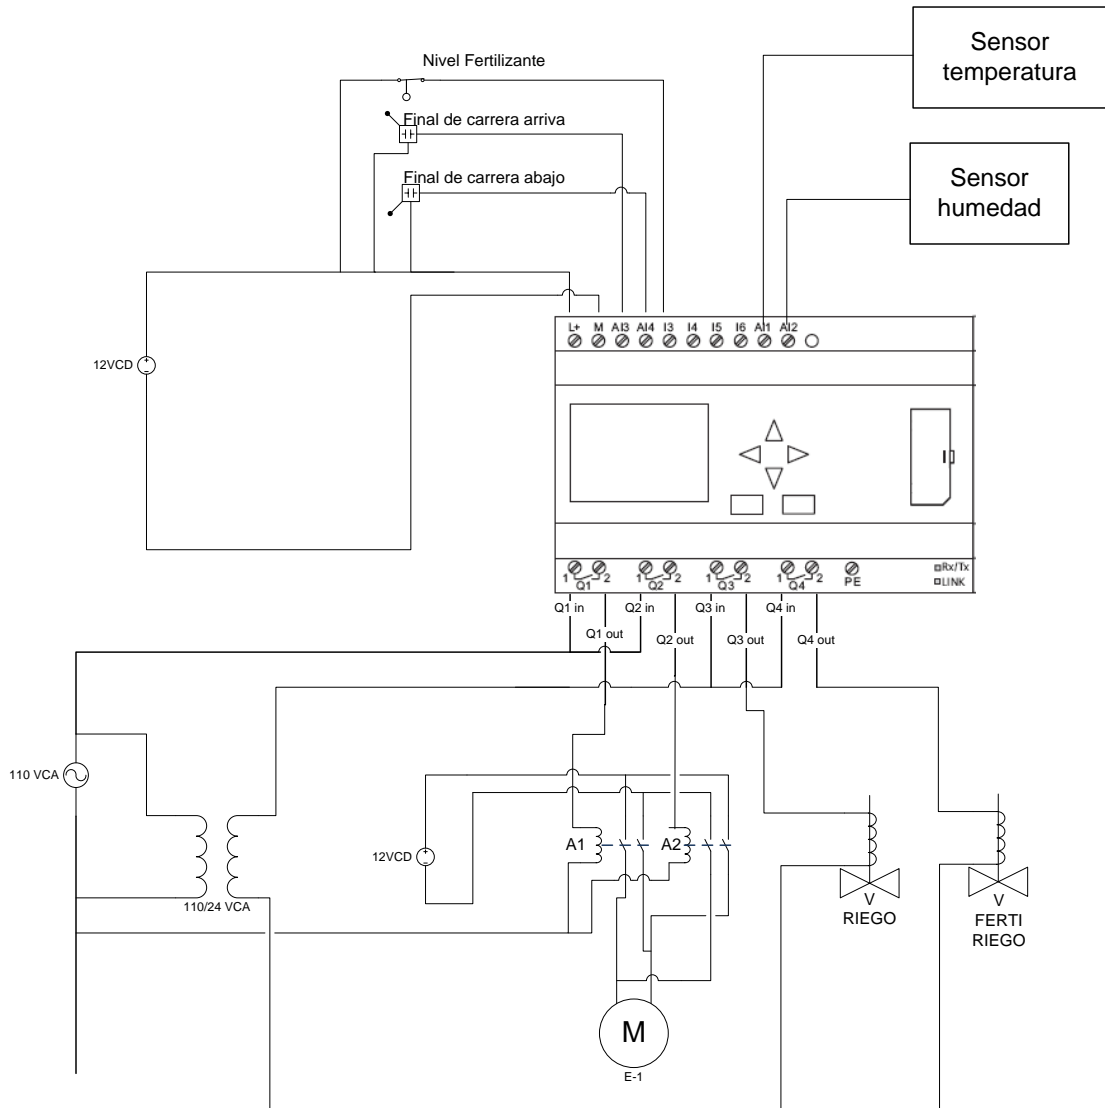 Sensor
temperatura
Nivel Fertilizante
Final de carrera arriva
Sensor
humedad
Final de carrera abajo
L+ M AI3 AI4 I3 I4 I5 I6 AI1 AI2
12VCD
1 Q1 2 1 Q2 2 1 Q3 2 1 Q4 2 PE
Rx/Tx
LINK
Q1 in Q2 in Q3 in Q4 in
Q1 out Q2 out Q3 out Q4 out
110 VCA
12VCD
A1 A2
110/24 VCA
V
RIEGO
V
FERTI
RIEGO
M
E-1